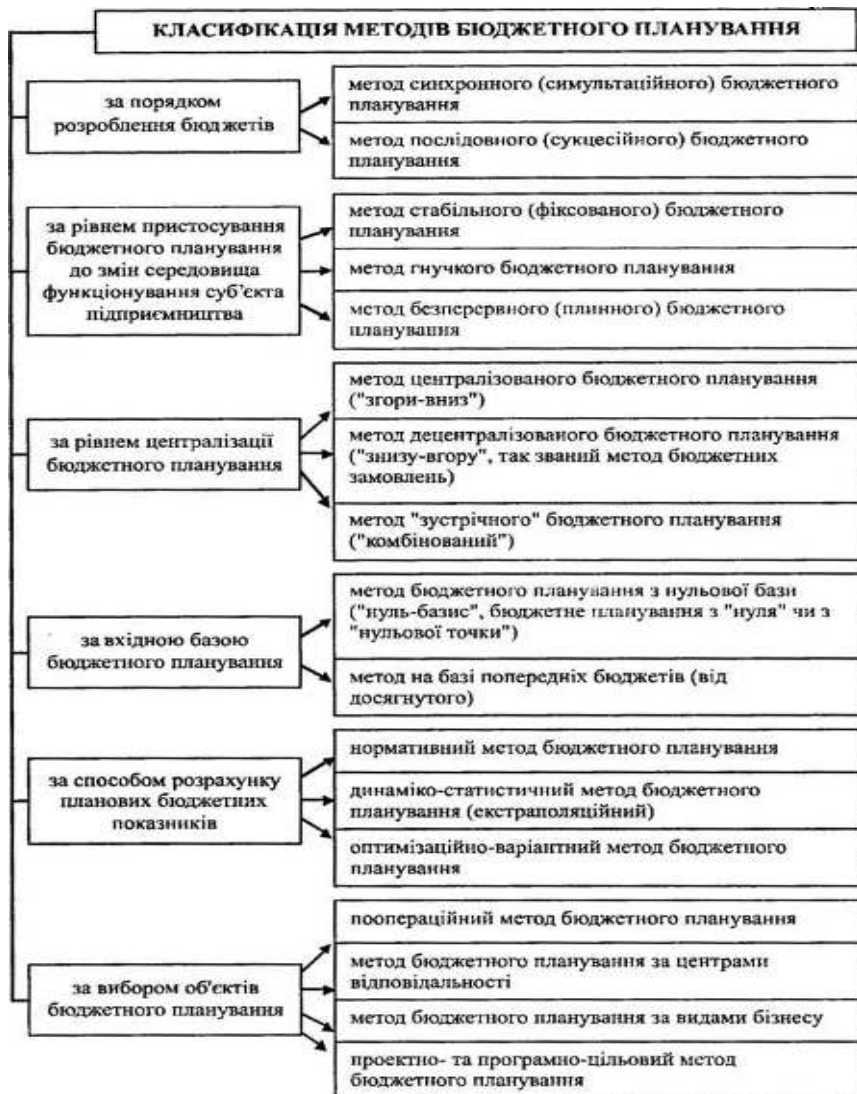 КЛАСИФІКАЦІЯ МЕТОДІВ БЮДЖЕТНОГО ПЛАНУВАННЯ
за порядком
розроблення бюджетів
метод синхронного (симультаційного) бюджетного
планування
метод послідовного (сукцесійного) бюджетного
планування
за рівнем пристосування
бюджетного планування
до змін середовища
функціонування суб'єкта
підприємництва
метод стабільного (фіксованого) бюджетного
планування
метод гнучкого бюджетного планування
метод безперервного (плинного) бюджетного
планування
за рівнем централізації
бюджетного планування
метод централізованого бюджетного планування
("згори-вниз")
метод децентралізованого бюджетного планування
("знизу-вгору", так званий метод бюджетних
замовлень)
метод "зустрічного" бюджетного планування
("комбінований")
за вхідною базою
бюджетного планування
метод бюджетного планування з нульової бази
("нуль-базис", бюджетне планування з "нуля" чи з
"нульової точки")
метод на базі попередніх бюджетів (від
досягнутого)
за способом розрахунку
планових бюджетних
показників
нормативний метод бюджетного планування
динаміко-статистичний метод бюджетного
планування (екстраполяційний)
оптимізаційно-варіантний метод бюджетного
планування
за вибором об'єктів
бюджетного планування
поопераційний метод бюджетного планування
метод бюджетного планування за центрами
відповідальності
метод бюджетного планування за видами бізнесу
проектно- та програмно-цільовий метод
бюджетного планування